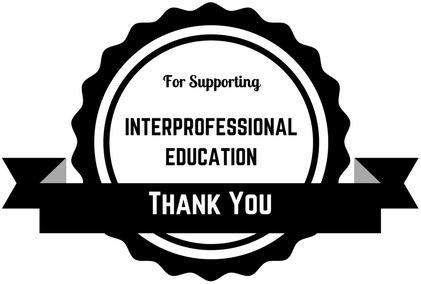 For Supporting
INTERPROFESSIONAL
EDUCATION
THANK YOU